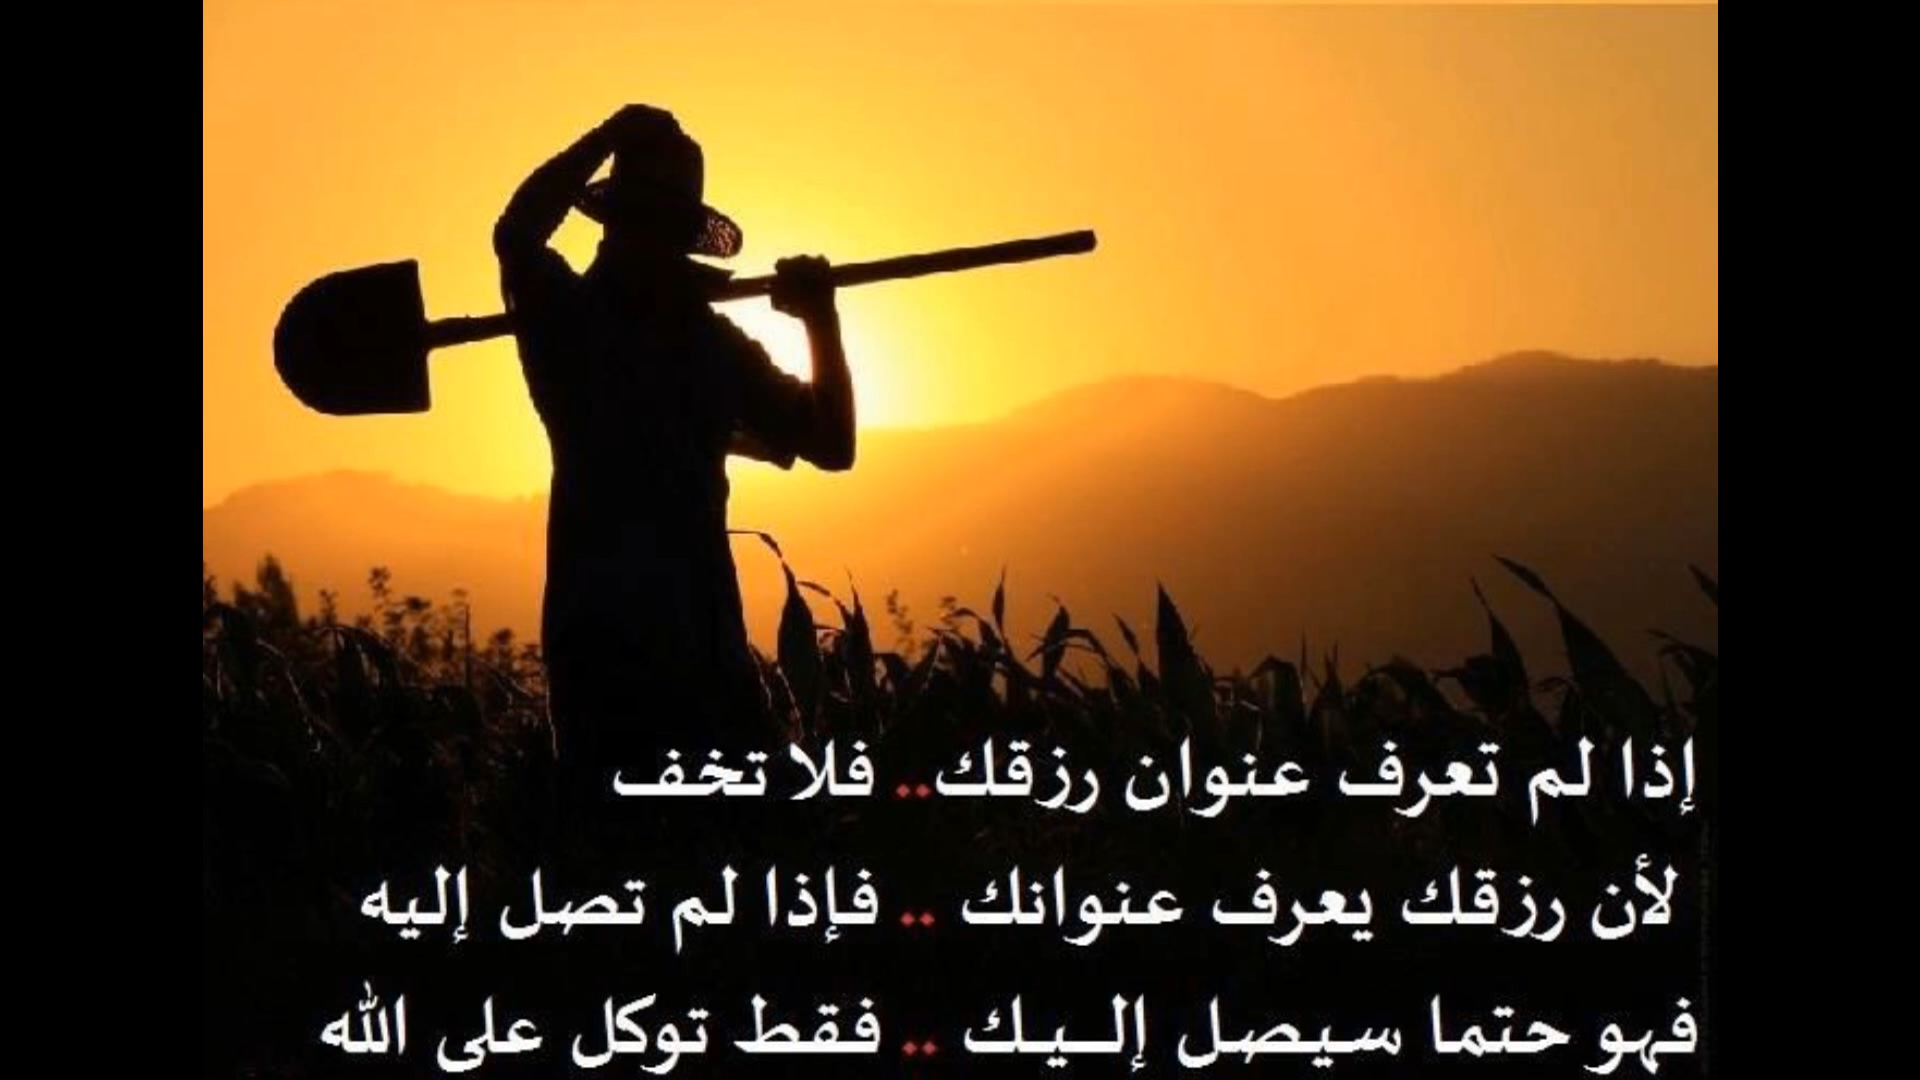 إذا لم تعرف عنوان رزقك.. فلا تخف
لأن رزقك يعرف عنوانك .. فإذا لم تصل إليه
فهو حتما سيصل إلـــيـك .. فقط توكل على الله